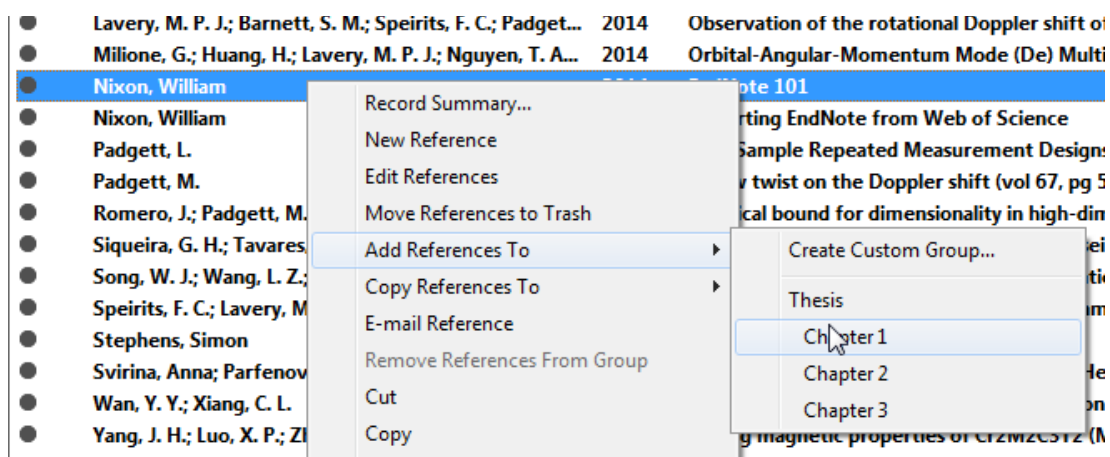 Lavery, M. P. J.; Barnett, S. M.; Speirits, F. C.; Padget... 2014 Observation of the rotational Doppler shift of
Milione, G.; Huang, H.; Lavery, M. P. J.; Nguyen, T. A... 2014 Orbital-Angular-Momentum Mode (De) Multi
Nixon, William 101
Nixon, William rting EndNote from Web of Science
Padgett, L. Sample Repeated Measurement Designs
Padgett, M. twist on the Doppler shift (vol 67, pg 5
Romero, J.; Padgett, M. ical bound for dimensionality in high-dim
Siqueira, G. H.; Tavares,
Song, W. J.; Wang, L. Z.;
Speirits, F. C.; Lavery, M
Stephens, Simon
Svirina, Anna; Parfenov
Wan, Y. Y.; Xiang, C. L.
Yang, J. H.; Luo, X. P.; magnetic properties of
Record Summary...
New Reference
Edit References
Move References to Trash
Add References To
Copy References To
E-mail Reference
Remove References From Group
Cut
Copy
Create Custom Group...
Thesis
Chapter 1
Chapter 2
Chapter 3